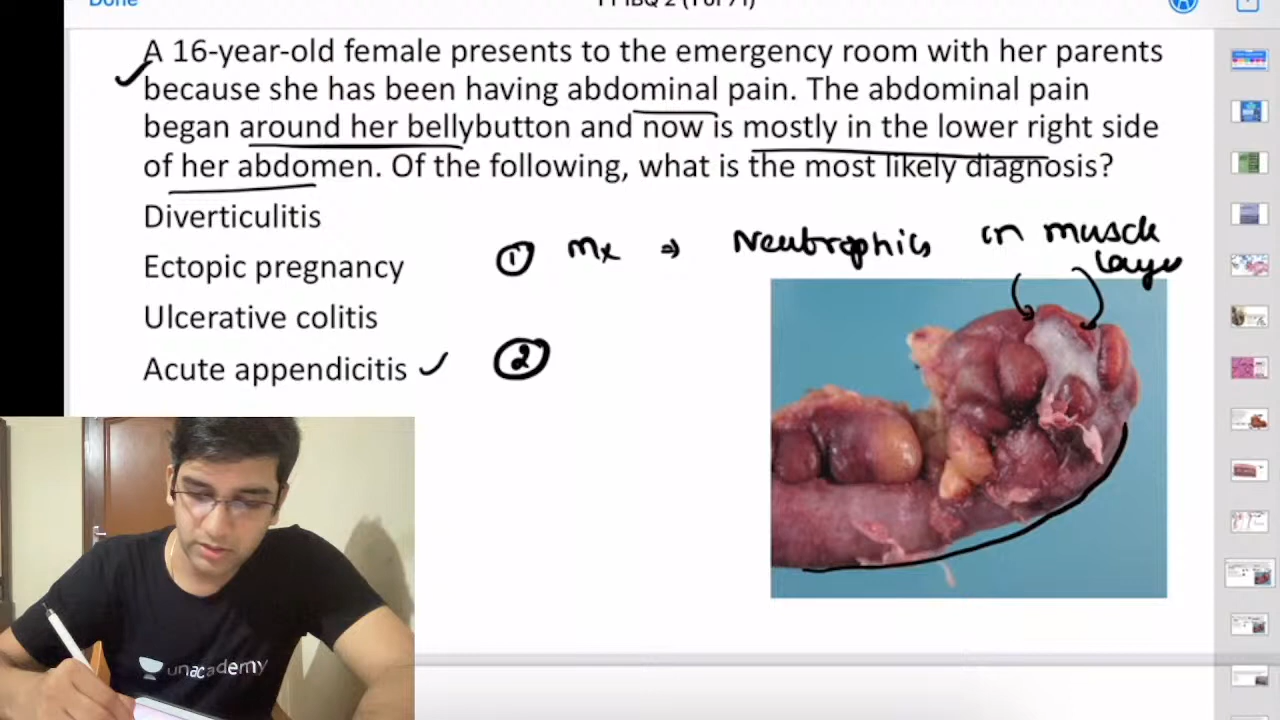 Done
A 16-year-old female presents to the emergency room with her parents
because she has been having abdominal pain. The abdominal pain
began around her bellybutton and now is mostly in the lower right side
of her abdomen. Of the following, what is the most likely diagnosis?
Diverticulitis
Ectopic pregnancy
Ulcerative colitis
Acute appendicitis
① Mx → Neutrophils in muscle
layer
②
unacademy